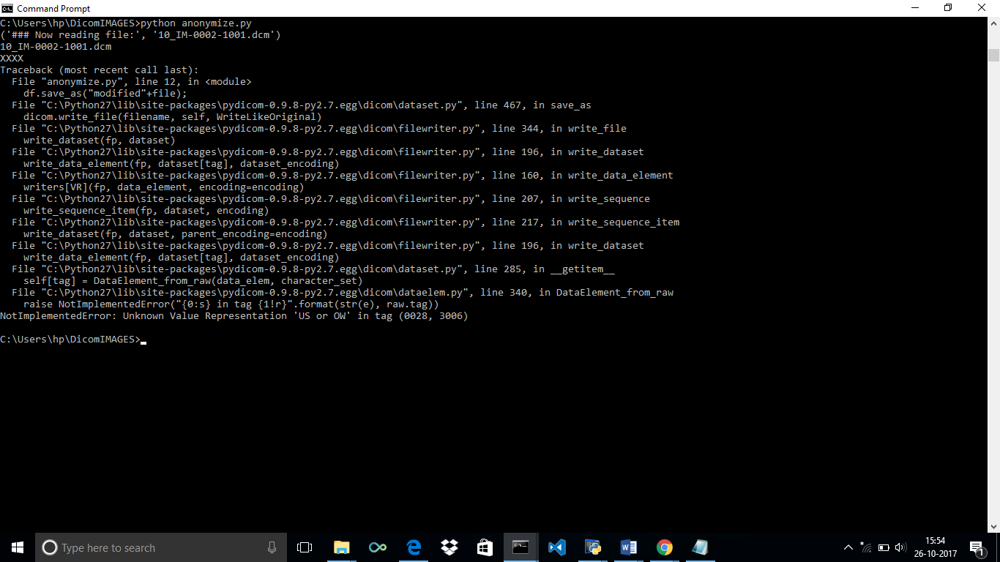 Command Prompt
C:\Users\hp\DicomIMAGES>python anonymize.py
('### Now reading file:', '10_IM-0002-1001.dcm')
10_IM-0002-1001.dcm
XXXX
Traceback (most recent call last):
  File "anonymize.py", line 12, in <module>
    df.save_as("modified"+file);
  File "C:\Python27\lib\site-packages\pydicom-0.9.8-py2.7.egg\dicom\dataset.py", line 467, in save_as
    dicom.write_file(filename, self, WriteLikeOriginal)
  File "C:\Python27\lib\site-packages\pydicom-0.9.8-py2.7.egg\dicom\filewriter.py", line 344, in write_file
    write_dataset(fp, dataset)
  File "C:\Python27\lib\site-packages\pydicom-0.9.8-py2.7.egg\dicom\filewriter.py", line 196, in write_dataset
    write_data_element(fp, dataset[tag], dataset_encoding)
  File "C:\Python27\lib\site-packages\pydicom-0.9.8-py2.7.egg\dicom\filewriter.py", line 160, in write_data_element
    writers[VR](fp, data_element, encoding=encoding)
  File "C:\Python27\lib\site-packages\pydicom-0.9.8-py2.7.egg\dicom\filewriter.py", line 207, in write_sequence
    write_sequence_item(fp, dataset, encoding)
  File "C:\Python27\lib\site-packages\pydicom-0.9.8-py2.7.egg\dicom\filewriter.py", line 217, in write_sequence_item
    write_dataset(fp, dataset, parent_encoding=encoding)
  File "C:\Python27\lib\site-packages\pydicom-0.9.8-py2.7.egg\dicom\filewriter.py", line 196, in write_dataset
    write_data_element(fp, dataset[tag], dataset_encoding)
  File "C:\Python27\lib\site-packages\pydicom-0.9.8-py2.7.egg\dicom\dataset.py", line 285, in __getitem__
    self[tag] = DataElement_from_raw(data_elem, character_set)
  File "C:\Python27\lib\site-packages\pydicom-0.9.8-py2.7.egg\dicom\dataelem.py", line 340, in DataElement_from_raw
    raise NotImplementedError("{0:s} in tag {1!r}".format(str(e), raw.tag))
NotImplementedError: Unknown Value Representation 'US or OW' in tag (0028, 3006)
C:\Users\hp\DicomIMAGES>
Type here to search
15:54
26-10-2017
1